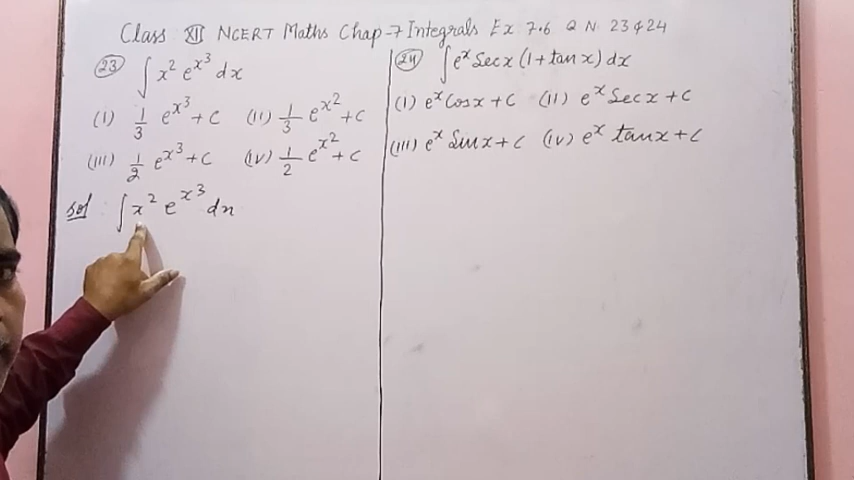 Class XII NCERT Maths Chap-7 Integrals Ex 7.6 Q N. 23 & 24
(23) ∫ x² e^x³ dx
(I) 1/3 e^x³ + C (II) 1/3 e^x² + C
(III) 1/2 e^x³ + C (IV) 1/2 e^x² + C
Sol : ∫ x² e^x³ dx
(24) ∫ e^x Sec x (1 + tan x) dx
(I) e^x Cos x + C (II) e^x Sec x + C
(III) e^x Sin x + C (IV) e^x tan x + C